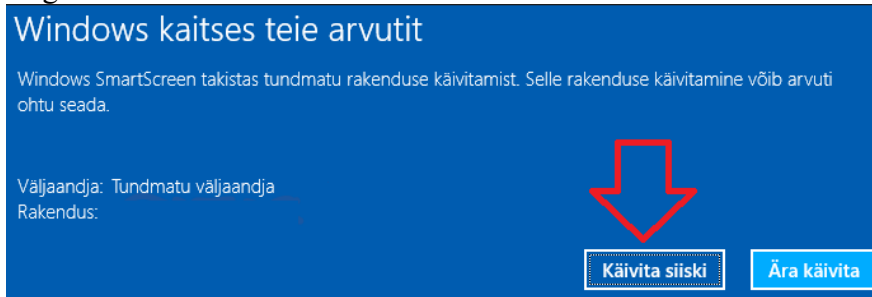 Windows kaitses teie arvutit
Windows SmartScreen takistas tundmatu rakenduse käivitamist. Selle rakenduse käivitamine võib arvuti
ohtu seada.
Väljaandja: Tundmatu väljaandja
Rakendus:
Käivita siiski
Ära käivita